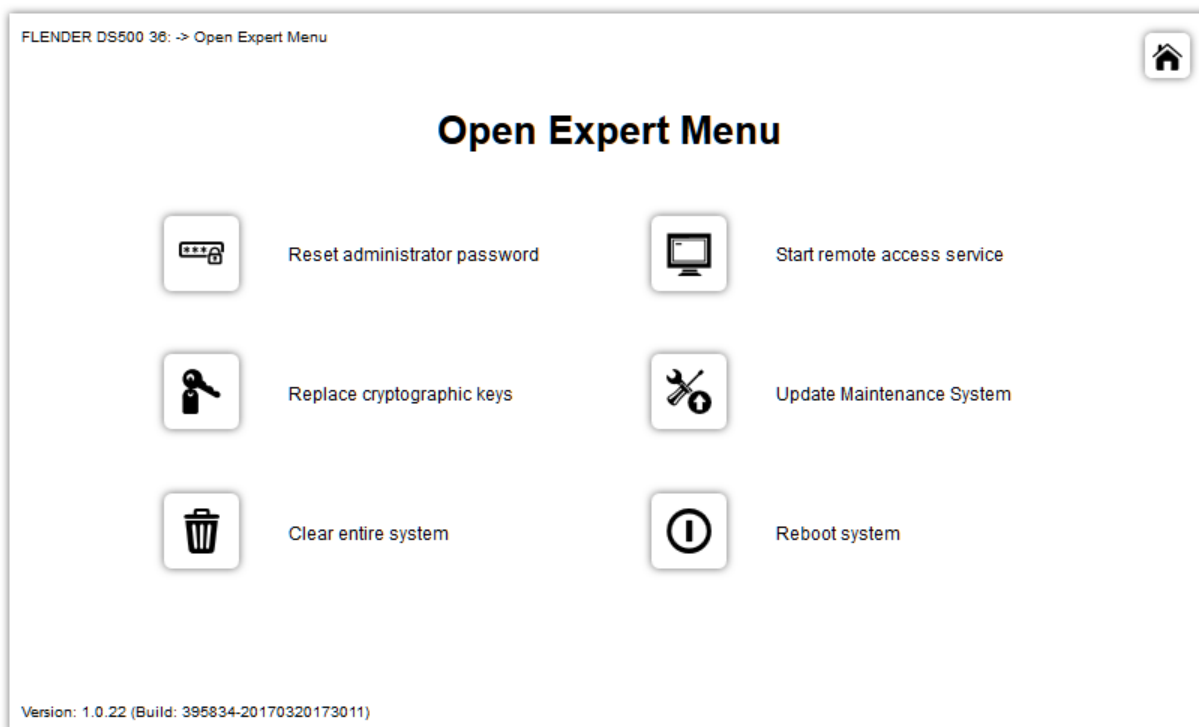 FLENDER DS500 36: -> Open Expert Menu
Open Expert Menu
***
Reset administrator password
Start remote access service
Replace cryptographic keys
Update Maintenance System
Clear entire system
Reboot system
Version: 1.0.22 (Build: 395834-20170320173011)